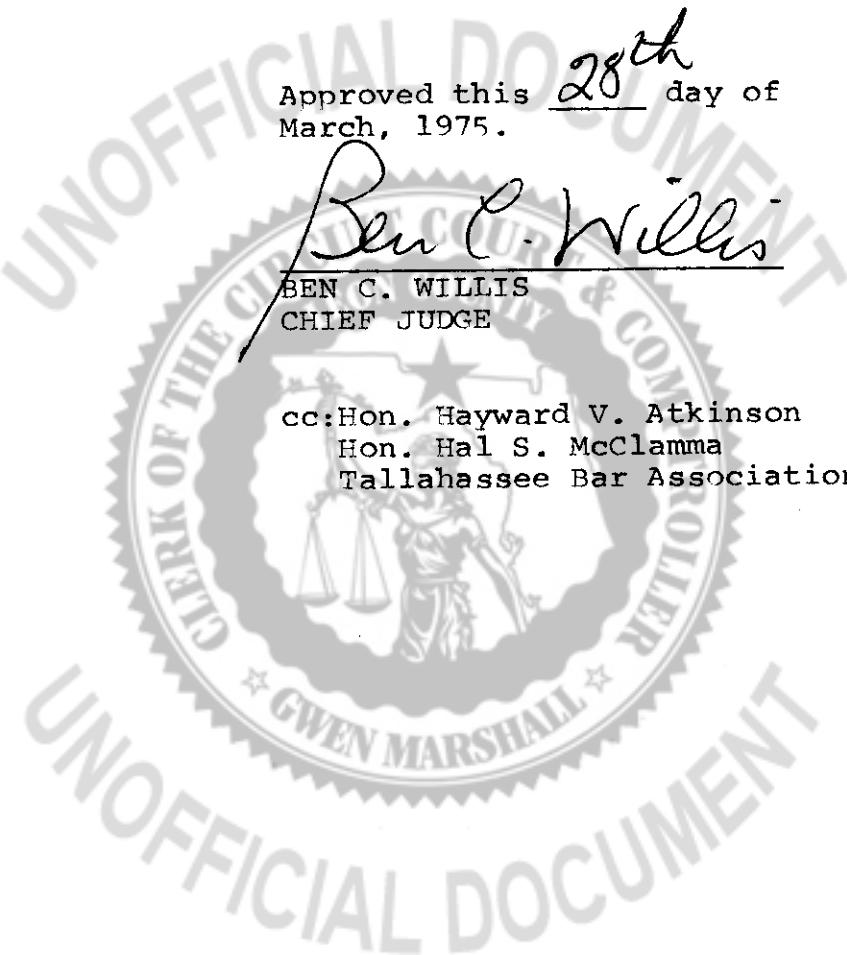 UNOFFICIAL DOCUMENT
Approved this 28th day of
March, 1975.
Ben C. Willis
BEN C. WILLIS
CHIEF JUDGE
cc:Hon. Hayward V. Atkinson
Hon. Hal S. McClamma
Tallahassee Bar Association
CLERK OF THE CIRCUIT COURT & COMPTROLLER
GWEN MARSHALL
UNOFFICIAL DOCUMENT